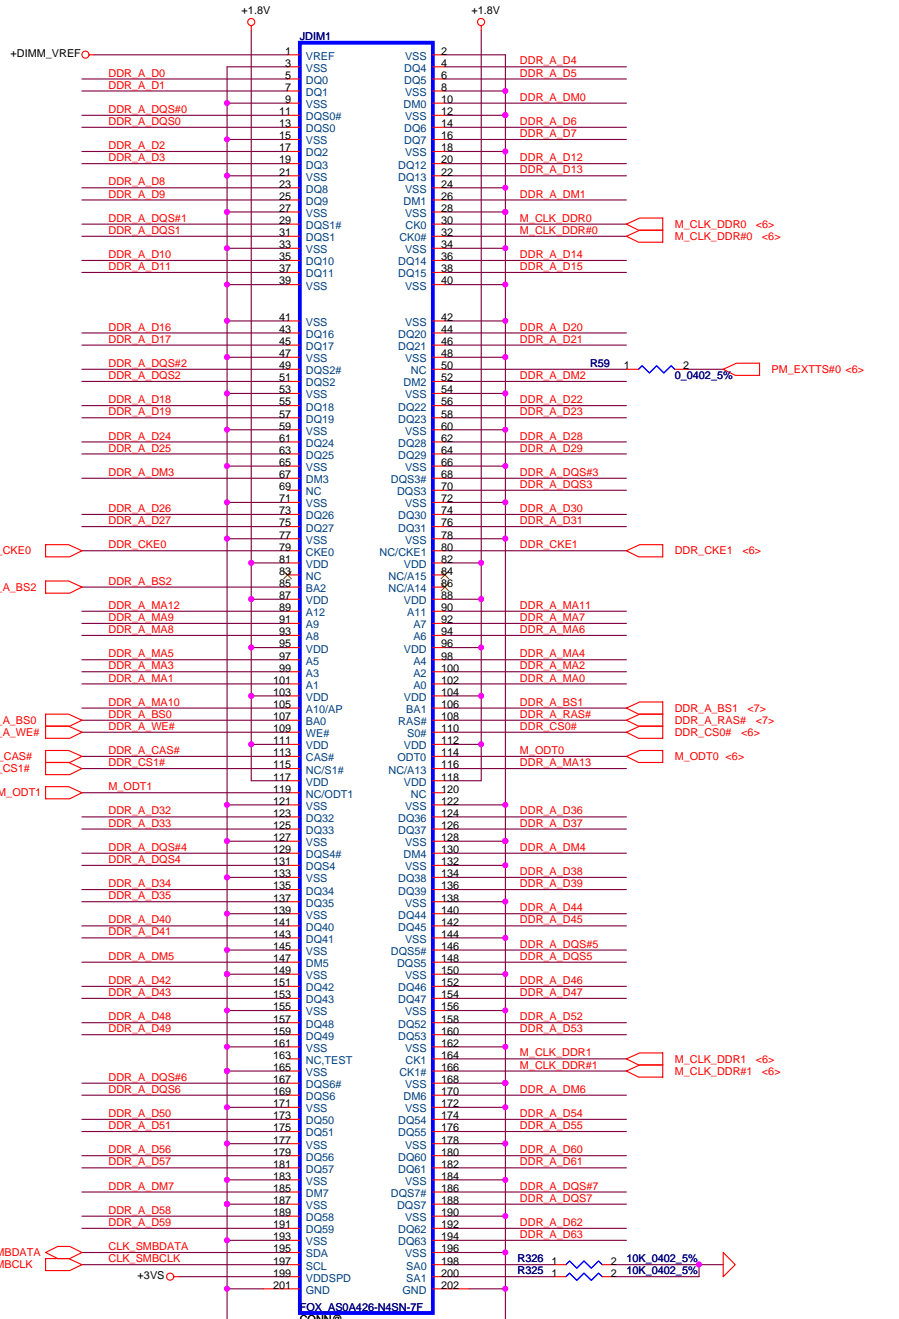 +1.8V +1.8V
JDIM1
+DIMM_VREF 1 VREF VSS 2
3 VSS DQ4 4 DDR_A_D4
DDR_A_D0 5 DQ0 DQ5 6 DDR_A_D5
DDR_A_D1 7 DQ1 VSS 8
9 VSS DM0 10 DDR_A_DM0
DDR_A_DQS#0 11 DQS0# VSS 12
DDR_A_DQS0 13 DQS0 DQ6 14 DDR_A_D6
15 VSS DQ7 16 DDR_A_D7
DDR_A_D2 17 DQ2 VSS 18
DDR_A_D3 19 DQ3 DQ12 20 DDR_A_D12
21 VSS DQ13 22 DDR_A_D13
DDR_A_D8 23 DQ8 VSS 24
DDR_A_D9 25 DQ9 DM1 26 DDR_A_DM1
27 VSS VSS 28
DDR_A_DQS#1 29 DQS1# CK0 30 M_CLK_DDR0 M_CLK_DDR0 <6>
DDR_A_DQS1 31 DQS1 CK0# 32 M_CLK_DDR#0 M_CLK_DDR#0 <6>
33 VSS VSS 34
DDR_A_D10 35 DQ10 DQ14 36 DDR_A_D14
DDR_A_D11 37 DQ11 DQ15 38 DDR_A_D15
39 VSS VSS 40
41 VSS VSS 42
DDR_A_D16 43 DQ16 DQ20 44 DDR_A_D20
DDR_A_D17 45 DQ17 DQ21 46 DDR_A_D21
47 VSS VSS 48
DDR_A_DQS#2 49 DQS2# NC 50 R59 1 2 0_0402_5% PM_EXTTS#0 <6>
DDR_A_DQS2 51 DQS2 DM2 52 DDR_A_DM2
53 VSS VSS 54
DDR_A_D18 55 DQ18 DQ22 56 DDR_A_D22
DDR_A_D19 57 DQ19 DQ23 58 DDR_A_D23
59 VSS VSS 60
DDR_A_D24 61 DQ24 DQ28 62 DDR_A_D28
DDR_A_D25 63 DQ25 DQ29 64 DDR_A_D29
65 VSS VSS 66
DDR_A_DM3 67 DM3 DQS3# 68 DDR_A_DQS#3
69 NC DQS3 70 DDR_A_DQS3
71 VSS VSS 72
DDR_A_D26 73 DQ26 DQ30 74 DDR_A_D30
DDR_A_D27 75 DQ27 DQ31 76 DDR_A_D31
77 VSS VSS 78
_CKE0 DDR_CKE0 79 CKE0 NC/CKE1 80 DDR_CKE1 DDR_CKE1 <6>
81 VDD VDD 82
83 NC NC/A15 84
_A_BS2 DDR_A_BS2 85 BA2 NC/A14 86
87 VDD VDD 88
DDR_A_MA12 89 A12 A11 90 DDR_A_MA11
DDR_A_MA9 91 A9 A7 92 DDR_A_MA7
DDR_A_MA8 93 A8 A6 94 DDR_A_MA6
95 VDD VDD 96
DDR_A_MA5 97 A5 A4 98 DDR_A_MA4
DDR_A_MA3 99 A3 A2 100 DDR_A_MA2
DDR_A_MA1 101 A1 A0 102 DDR_A_MA0
103 VDD VDD 104
DDR_A_MA10 105 A10/AP BA1 106 DDR_A_BS1 DDR_A_BS1 <7>
_A_BS0 DDR_A_BS0 107 BA0 RAS# 108 DDR_A_RAS# DDR_A_RAS# <7>
_A_WE# DDR_A_WE# 109 WE# S0# 110 DDR_CS0# DDR_CS0# <6>
111 VDD VDD 112
_CAS# DDR_A_CAS# 113 CAS# ODT0 114 M_ODT0 M_ODT0 <6>
_CS1# DDR_CS1# 115 NC/S1# NC/A13 116 DDR_A_MA13
117 VDD VDD 118
M_ODT1 M_ODT1 119 NC/ODT1 NC 120
121 VSS VSS 122
DDR_A_D32 123 DQ32 DQ36 124 DDR_A_D36
DDR_A_D33 125 DQ33 DQ37 126 DDR_A_D37
127 VSS VSS 128
DDR_A_DQS#4 129 DQS4# DM4 130 DDR_A_DM4
DDR_A_DQS4 131 DQS4 VSS 132
133 VSS DQ38 134 DDR_A_D38
DDR_A_D34 135 DQ34 DQ39 136 DDR_A_D39
DDR_A_D35 137 DQ35 VSS 138
139 VSS DQ44 140 DDR_A_D44
DDR_A_D40 141 DQ40 DQ45 142 DDR_A_D45
DDR_A_D41 143 DQ41 VSS 144
145 VSS DQS5# 146 DDR_A_DQS#5
DDR_A_DM5 147 DM5 DQS5 148 DDR_A_DQS5
149 VSS VSS 150
DDR_A_D42 151 DQ42 DQ46 152 DDR_A_D46
DDR_A_D43 153 DQ43 DQ47 154 DDR_A_D47
155 VSS VSS 156
DDR_A_D48 157 DQ48 DQ52 158 DDR_A_D52
DDR_A_D49 159 DQ49 DQ53 160 DDR_A_D53
161 VSS VSS 162
163 NC,TEST CK1 164 M_CLK_DDR1 M_CLK_DDR1 <6>
165 VSS CK1# 166 M_CLK_DDR#1 M_CLK_DDR#1 <6>
DDR_A_DQS#6 167 DQS6# VSS 168
DDR_A_DQS6 169 DQS6 DM6 170 DDR_A_DM6
171 VSS VSS 172
DDR_A_D50 173 DQ50 DQ54 174 DDR_A_D54
DDR_A_D51 175 DQ51 DQ55 176 DDR_A_D55
177 VSS VSS 178
DDR_A_D56 179 DQ56 DQ60 180 DDR_A_D60
DDR_A_D57 181 DQ57 DQ61 182 DDR_A_D61
183 VSS VSS 184
DDR_A_DM7 185 DM7 DQS7# 186 DDR_A_DQS#7
187 VSS DQS7 188 DDR_A_DQS7
DDR_A_D58 189 DQ58 VSS 190
DDR_A_D59 191 DQ59 DQ62 192 DDR_A_D62
193 VSS DQ63 194 DDR_A_D63
MBDATA CLK_SMBDATA 195 SDA VSS 196
MBCLK CLK_SMBCLK 197 SCL SA0 198 R326 1 2 10K_0402_5%
+3VS 199 VDDSPD SA1 200 R325 1 2 10K_0402_5%
201 GND GND 202
FOX_AS0A426-N4SN-7F
CONN@